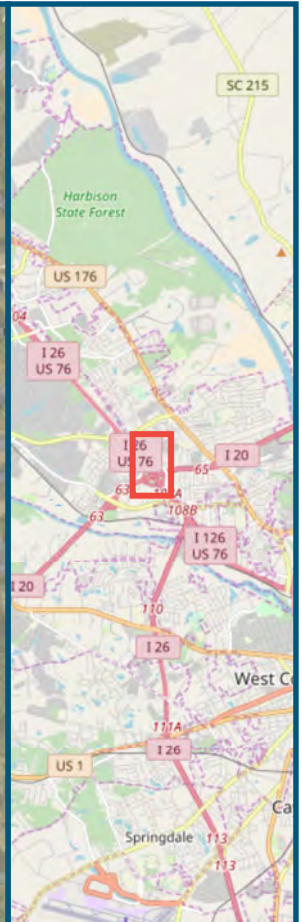 SC 215
Harbison
State Forest
US 176
04
I 26
US 76
I 26
US 76
I 20
65
63
108B
63
I 126
US 76
I 20
110
I 26
West C
111A
I 26
US 1
Ca
Springdale
113
113